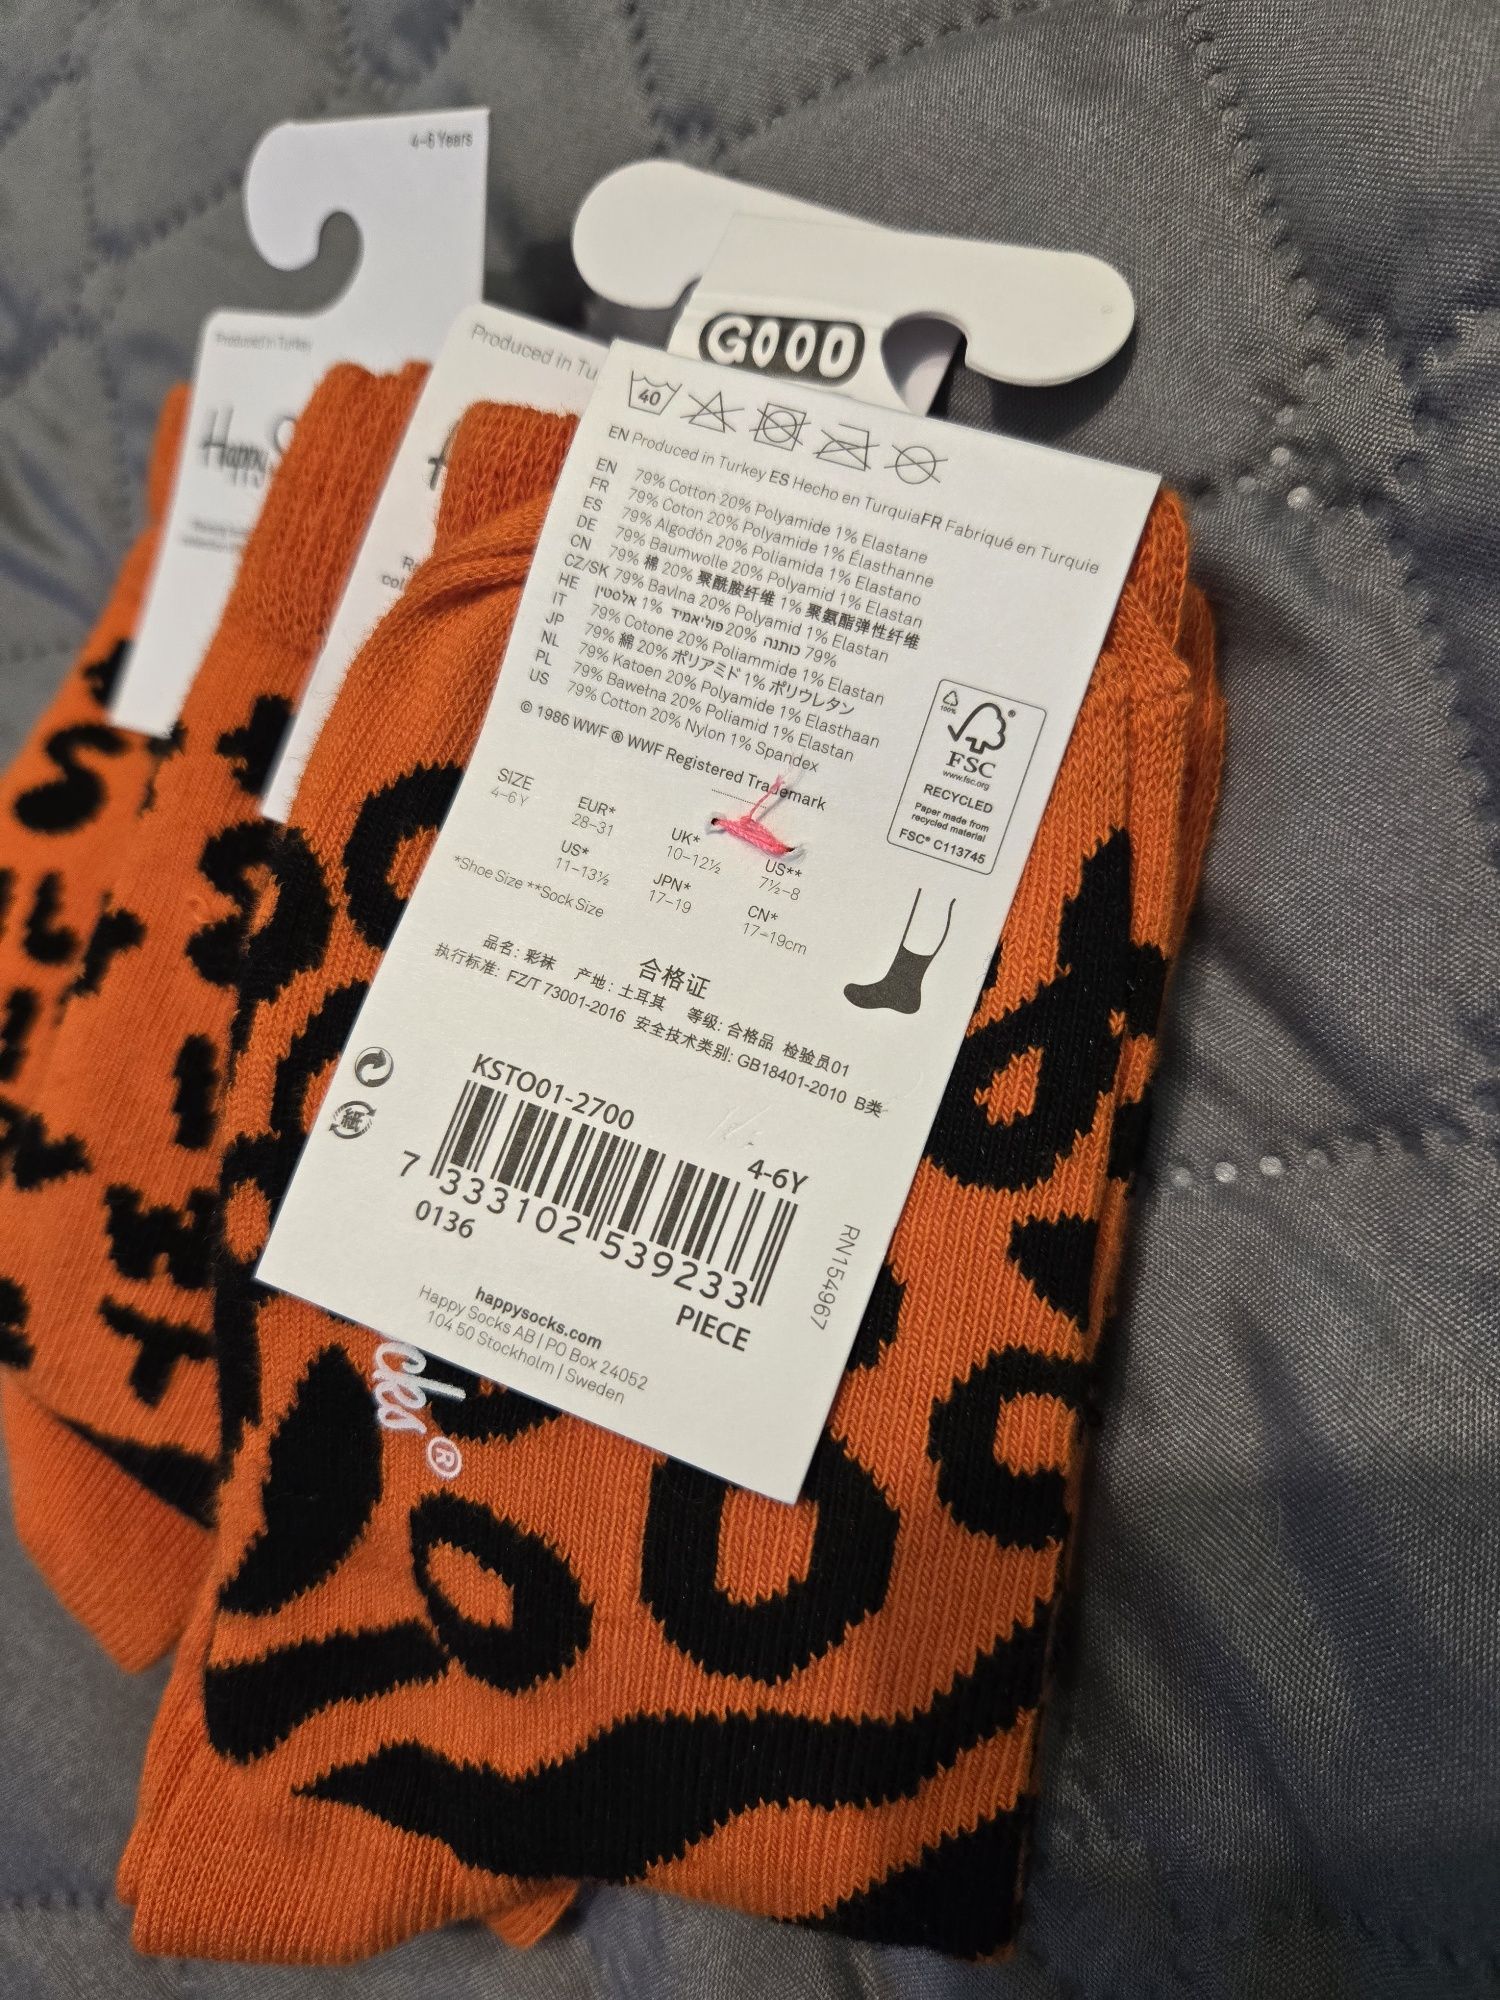 4-6 Years
Produced in Turkey
Happy
Produced in Tu
GOOD
40
EN Produced in Turkey ES Hecho en TurquiaFR Fabriqué en Turquie
EN 79% Cotton 20% Polyamide 1% Elastane
FR 79% Coton 20% Polyamide 1% Élasthanne
ES 79% Algodòn 20% Poliamida 1% Elastano
DE 79% Baumwolle 20% Polyamid 1% Elastan
CN 79% 棉 20% 聚酰胺纤维 1% 聚氨酯弹性纤维
CZ/SK 79% Bavlna 20% Polyamid 1% Elastan
HE 79% כותנה 20% פוליאמיד 1% אלסטין
IT 79% Cotone 20% Poliammide 1% Elastan
JP 79% 綿 20% ポリアミド 1% ポリウレタン
NL 79% Katoen 20% Polyamide 1% Elasthaan
PL 79% Bawełna 20% Poliamid 1% Elastan
US 79% Cotton 20% Nylon 1% Spandex
© 1986 WWF ® WWF Registered Trademark
100%
FSC®
www.fsc.org
RECYCLED
Paper made from
recycled material
FSC® C113745
SIZE
4-6 Y
EUR*
28-31
UK*
10-12½
US**
7½-8
US*
11-13½
JPN*
17-19
CN*
17-19cm
*Shoe Size **Sock Size
合格证
品名: 彩袜 产地: 土耳其 等级: 合格品 检验员01
执行标准: FZ/T 73001-2016 安全技术类别: GB18401-2010 B类
紙
KSTO01-2700
4-6Y
7 333102 539233
0136
PIECE
RN154967
happysocks.com
Happy Socks AB | PO Box 24052
104 50 Stockholm | Sweden
cks®